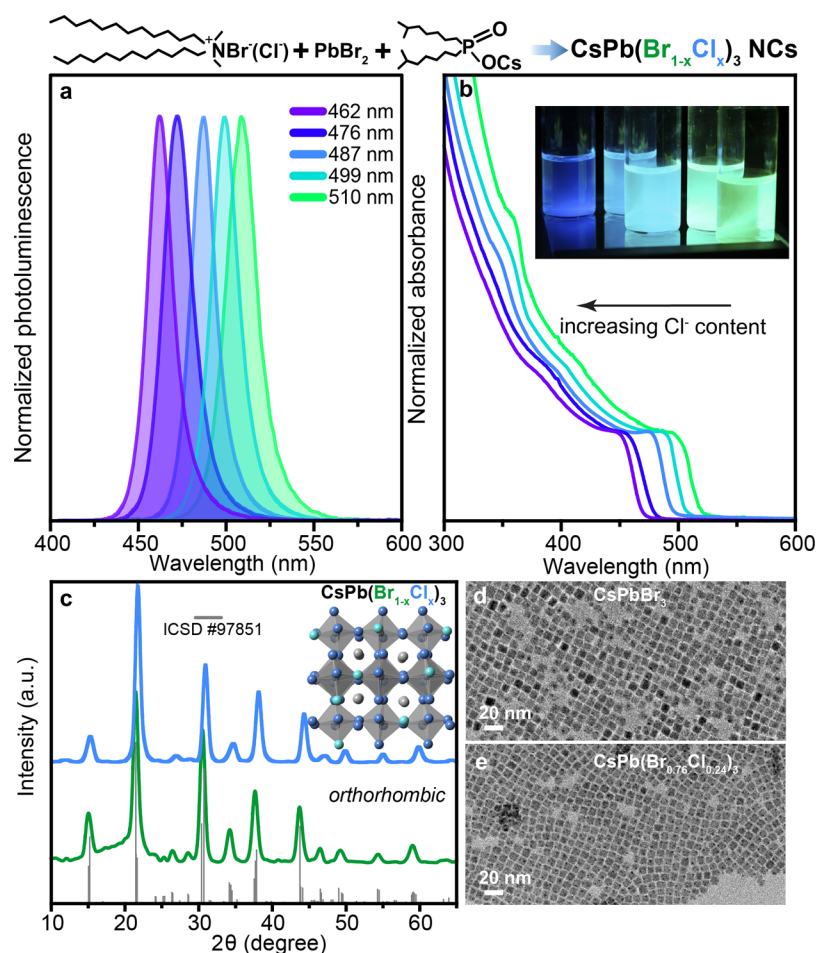 NBr⁻(Cl⁻) + PbBr₂ + P O OCs CsPb(Br₁₋ₓClₓ)₃ NCs
+
a
Normalized photoluminescence
462 nm
476 nm
487 nm
499 nm
510 nm
400 450 500 550 600
Wavelength (nm)
b
Normalized absorbance
increasing Cl⁻ content
300 400 500 600
Wavelength (nm)
c
Intensity (a.u.)
CsPb(Br₁₋ₓClₓ)₃
ICSD #97851
orthorhombic
10 20 30 40 50 60
2θ (degree)
d
CsPbBr₃
20 nm
e
CsPb(Br₀.₇₆Cl₀.₂₄)₃
20 nm